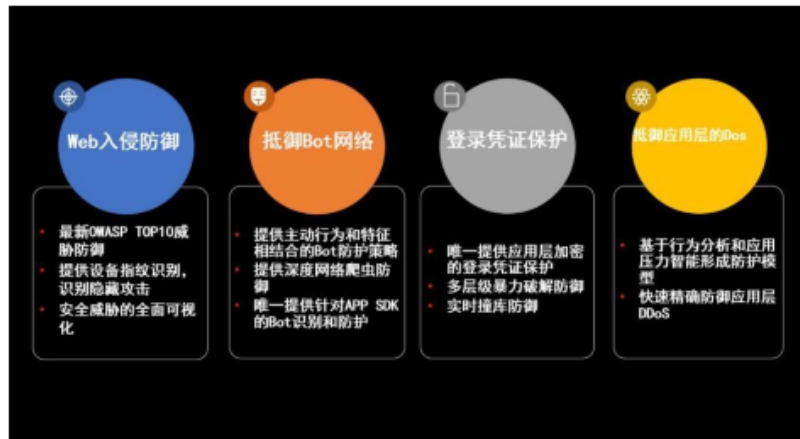 Web入侵防御
抵御Bot网络
登录凭证保护
抵御应用层的Dos
最新OWASP TOP10威
胁防御
提供设备指纹识别，
识别隐藏攻击
安全威胁的全面可视
化
提供主动行为和特征
相结合的Bot防护策略
提供深度网络爬虫防
御
唯一提供针对APP SDK
的Bot识别和防护
唯一提供应用层加密
的登录凭证保护
多层级暴力破解防御
实时撞库防御
基于行为分析和应用
压力智能形成防护模
型
快速精确防御应用层
DDoS